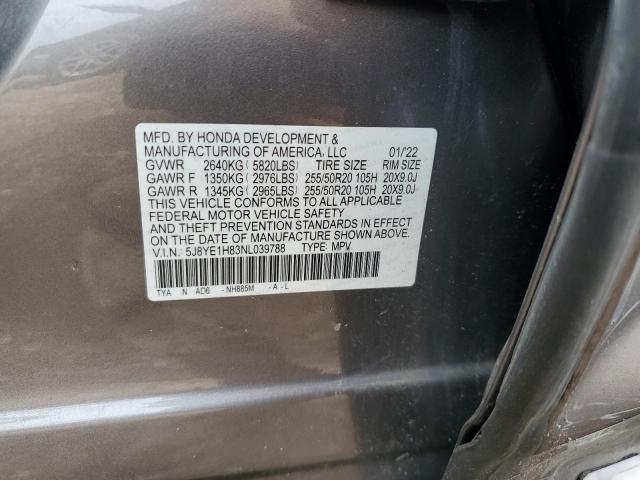 MFD. BY HONDA DEVELOPMENT &
MANUFACTURING OF AMERICA, LLC 01/'22
GVWR 2640KG ( 5820LBS) TIRE SIZE RIM SIZE
GAWR F 1350KG ( 2976LBS) 255/50R20 105H 20X9.0J
GAWR R 1345KG ( 2965LBS) 255/50R20 105H 20X9.0J
THIS VEHICLE CONFORMS TO ALL APPLICABLE
FEDERAL MOTOR VEHICLE SAFETY
AND THEFT PREVENTION STANDARDS IN EFFECT
ON THE DATE OF MANUFACTURE SHOWN ABOVE.
V.I.N.: 5J8YE1H83NL039788 TYPE: MPV
TYA N AD6 - NH885M - A - L